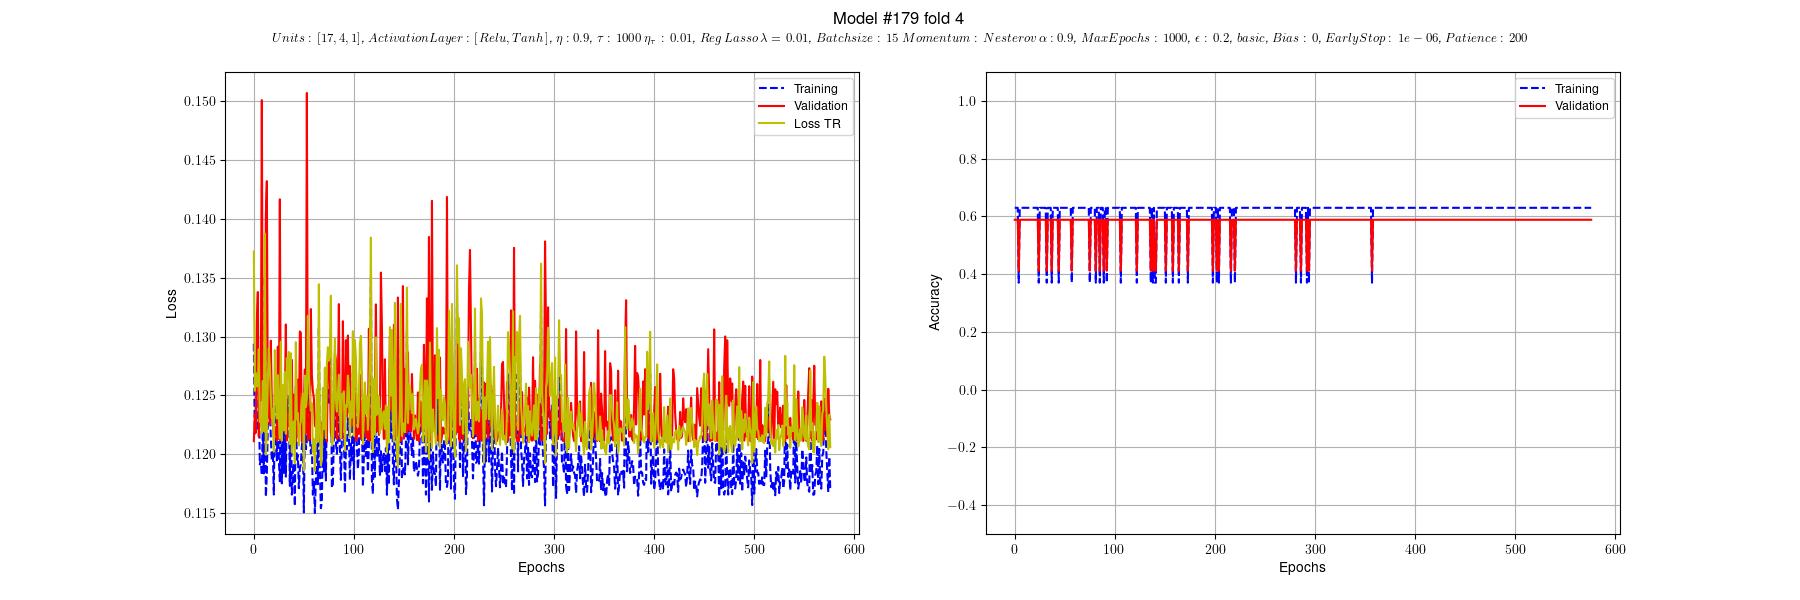 Model #179 fold 4
Units : [17, 4, 1], ActivationLayer : [Relu, Tanh], η : 0.9, τ : 1000 η_τ : 0.01, Reg Lasso λ = 0.01, Batchsize : 15 Momentum : Nesterov α : 0.9, MaxEpochs : 1000, ϵ : 0.2, basic, Bias : 0, EarlyStop : 1e − 06, Patience : 200
Training
Validation
Loss TR
0.150
0.145
0.140
0.135
0.130
0.125
0.120
0.115
Loss
0 100 200 300 400 500 600
Epochs
Training
Validation
1.0
0.8
0.6
0.4
0.2
0.0
−0.2
−0.4
Accuracy
0 100 200 300 400 500 600
Epochs